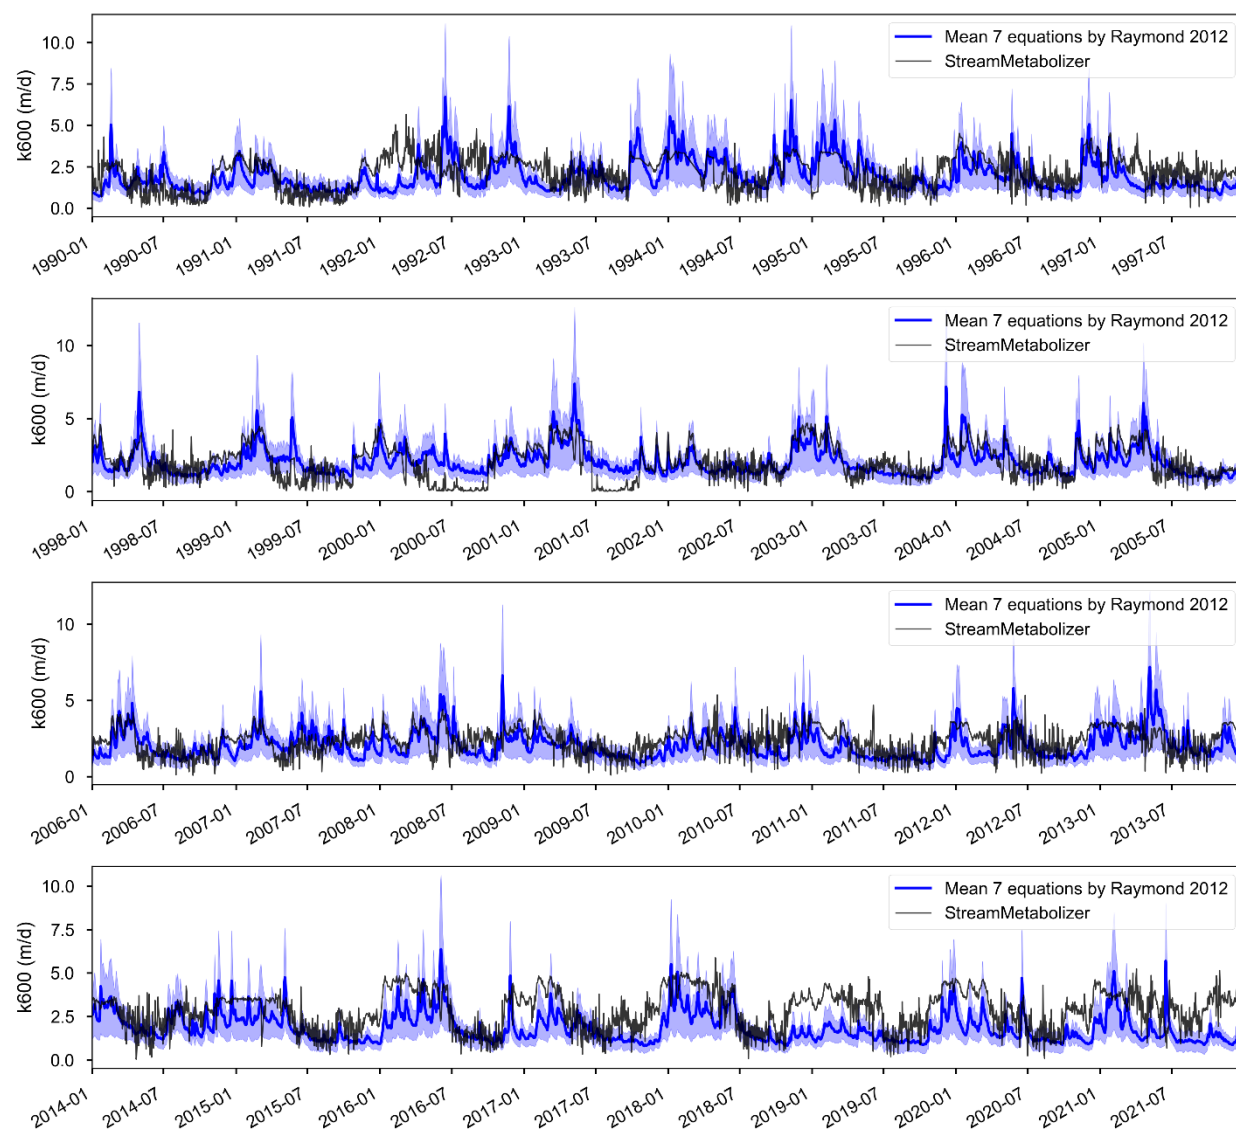 10.0
7.5
5.0
2.5
0.0
k600 (m/d)
Mean 7 equations by Raymond 2012
StreamMetabolizer
1990-01 1990-07 1991-01 1991-07 1992-01 1992-07 1993-01 1993-07 1994-01 1994-07 1995-01 1995-07 1996-01 1996-07 1997-01 1997-07
10
5
0
k600 (m/d)
Mean 7 equations by Raymond 2012
StreamMetabolizer
1998-01 1998-07 1999-01 1999-07 2000-01 2000-07 2001-01 2001-07 2002-01 2002-07 2003-01 2003-07 2004-01 2004-07 2005-01 2005-07
10
5
0
k600 (m/d)
Mean 7 equations by Raymond 2012
StreamMetabolizer
2006-01 2006-07 2007-01 2007-07 2008-01 2008-07 2009-01 2009-07 2010-01 2010-07 2011-01 2011-07 2012-01 2012-07 2013-01 2013-07
10.0
7.5
5.0
2.5
0.0
k600 (m/d)
Mean 7 equations by Raymond 2012
StreamMetabolizer
2014-01 2014-07 2015-01 2015-07 2016-01 2016-07 2017-01 2017-07 2018-01 2018-07 2019-01 2019-07 2020-01 2020-07 2021-01 2021-07